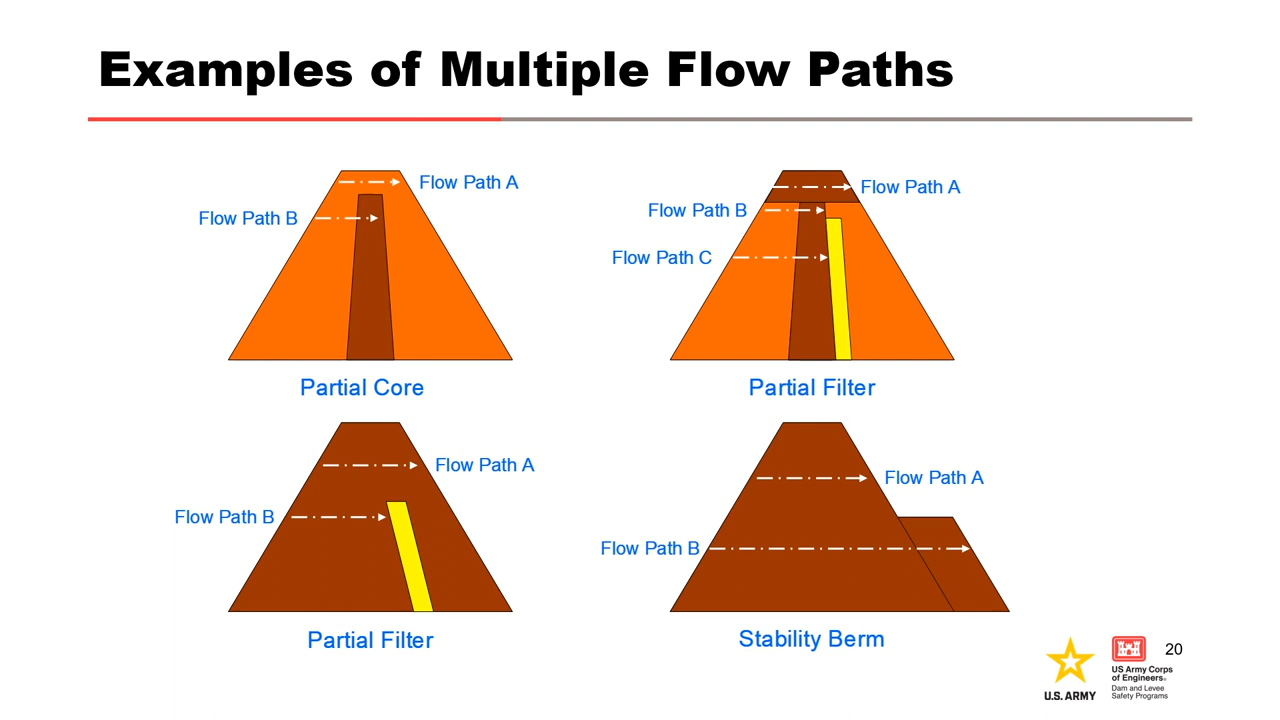 Examples of Multiple Flow Paths
Flow Path A
Flow Path B
Partial Core
Flow Path A
Flow Path B
Flow Path C
Partial Filter
Flow Path A
Flow Path B
Partial Filter
Flow Path A
Flow Path B
Stability Berm
U.S. ARMY
US Army Corps
of Engineers®
Dam and Levee
Safety Programs
20